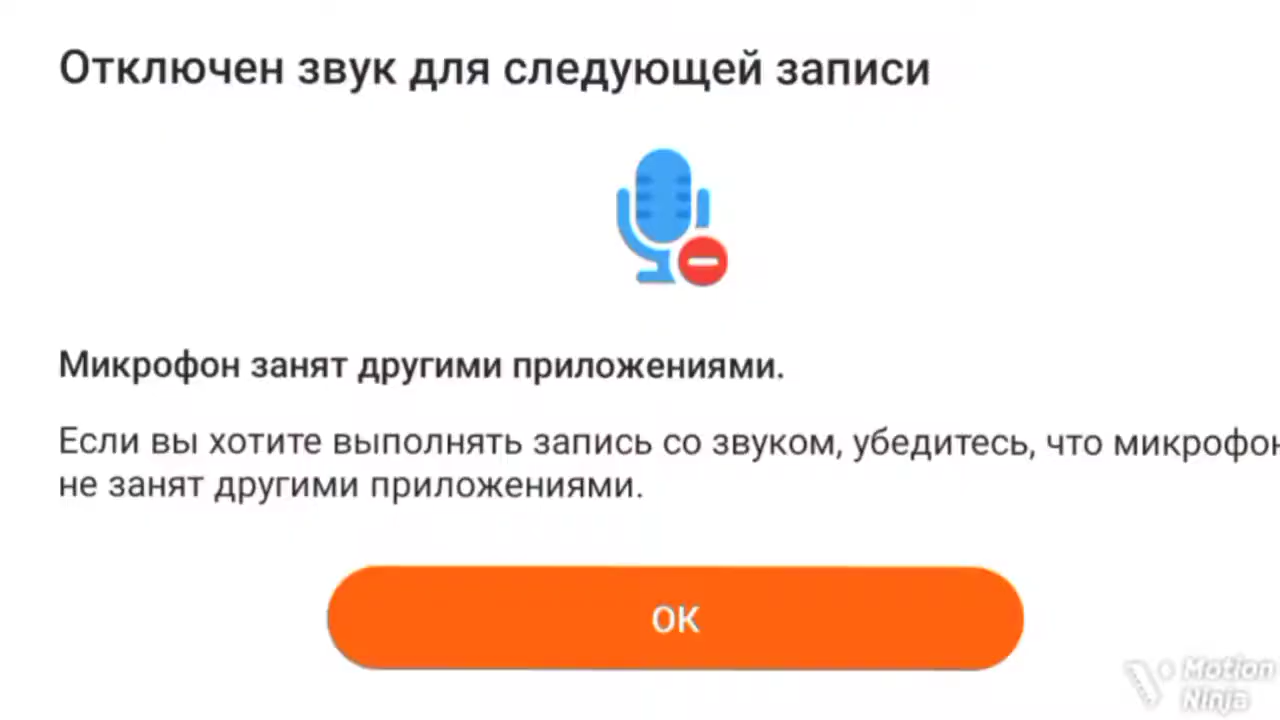 Отключен звук для следующей записи
Микрофон занят другими приложениями.
Если вы хотите выполнять запись со звуком, убедитесь, что микрофон
не занят другими приложениями.
ОК
Motion
Ninja